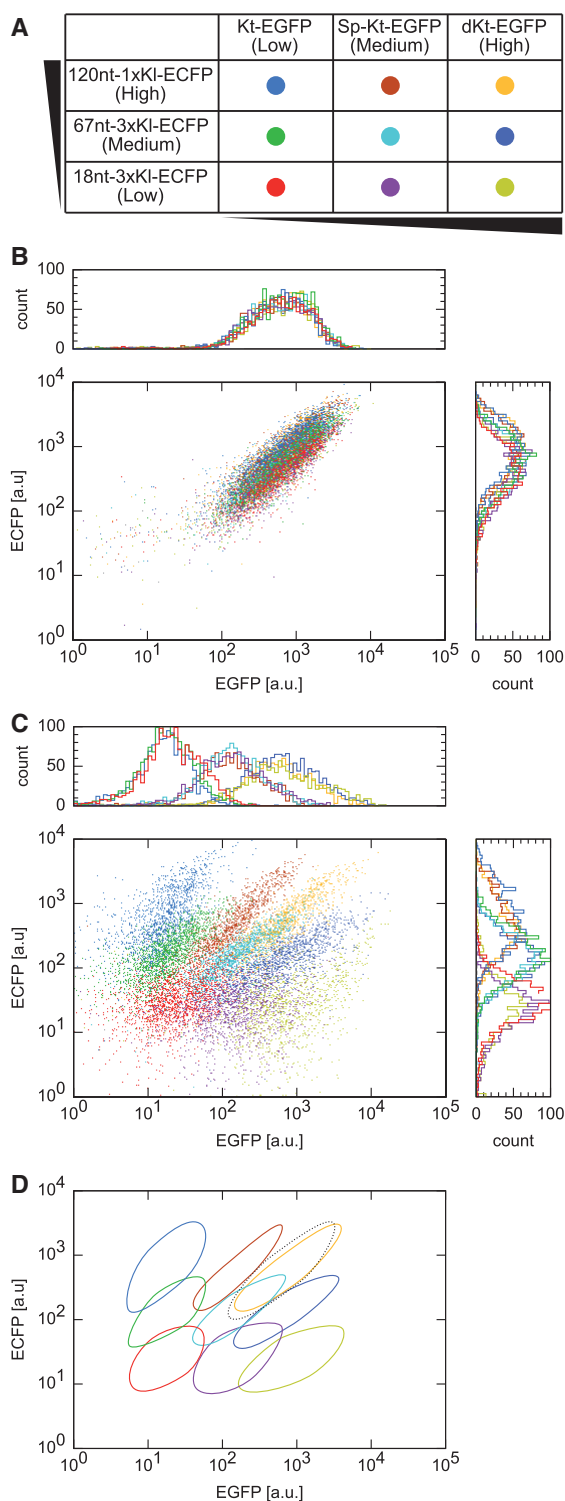 A
Kt-EGFP
(Low)
Sp-Kt-EGFP
(Medium)
dKt-EGFP
(High)
120nt-1xKl-ECFP
(High)
67nt-3xKl-ECFP
(Medium)
18nt-3xKl-ECFP
(Low)
B
100
50
0
count
10^4
10^3
10^2
10^1
10^0
ECFP [a.u]
10^0 10^1 10^2 10^3 10^4 10^5
EGFP [a.u.]
0 50 100
count
C
100
50
0
count
10^4
10^3
10^2
10^1
10^0
ECFP [a.u]
10^0 10^1 10^2 10^3 10^4 10^5
EGFP [a.u.]
0 50 100
count
D
10^4
10^3
10^2
10^1
10^0
ECFP [a.u]
10^0 10^1 10^2 10^3 10^4 10^5
EGFP [a.u.]